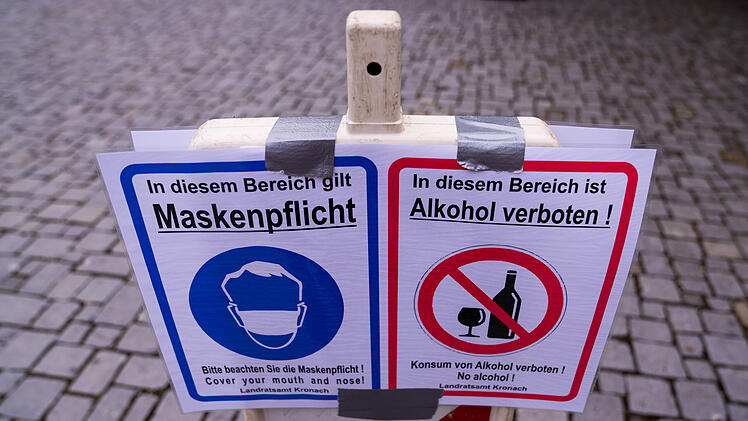 In diesem Bereich gilt
Maskenpflicht
Bitte beachten Sie die Maskenpflicht !
Cover your mouth and nose!
Landratsamt Kronach
In diesem Bereich ist
Alkohol verboten !
Konsum von Alkohol verboten !
No alcohol !
Landratsamt Kronach